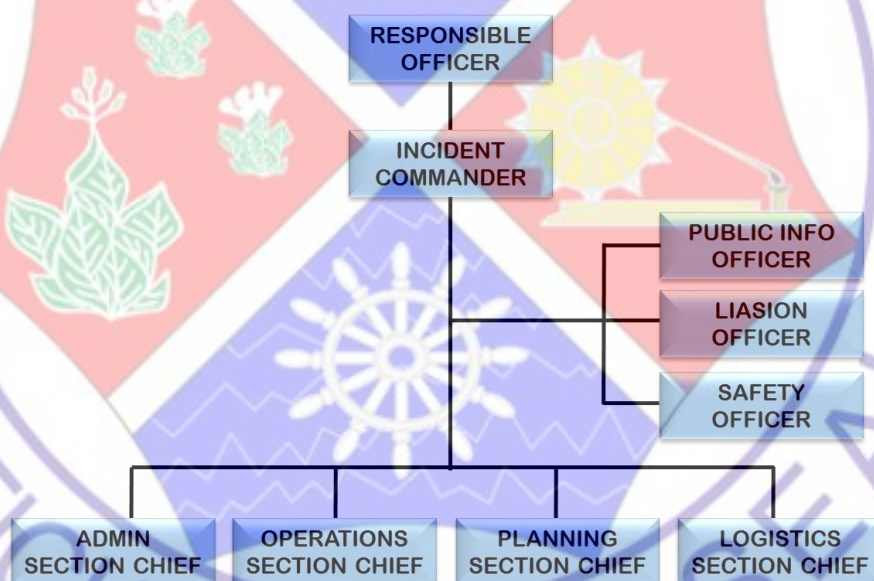 RESPONSIBLE
OFFICER
INCIDENT
COMMANDER
PUBLIC INFO
OFFICER
LIASION
OFFICER
SAFETY
OFFICER
ADMIN
SECTION CHIEF
OPERATIONS
SECTION CHIEF
PLANNING
SECTION CHIEF
LOGISTICS
SECTION CHIEF